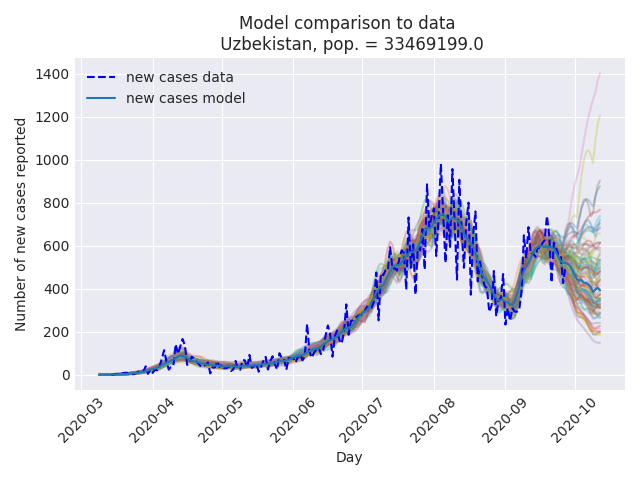 Model comparison to data
Uzbekistan, pop. = 33469199.0
new cases data
new cases model
Number of new cases reported
1400
1200
1000
800
600
400
200
0
2020-03
2020-04
2020-05
2020-06
2020-07
2020-08
2020-09
2020-10
Day